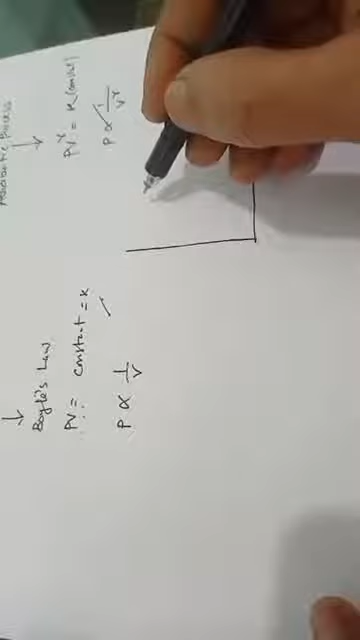 ↓
Boyle's Law
PV = constant = K
P ∝ 1/V
Adiabatic Process
↓
PV^γ = K (const)
P ∝ 1/V^γ